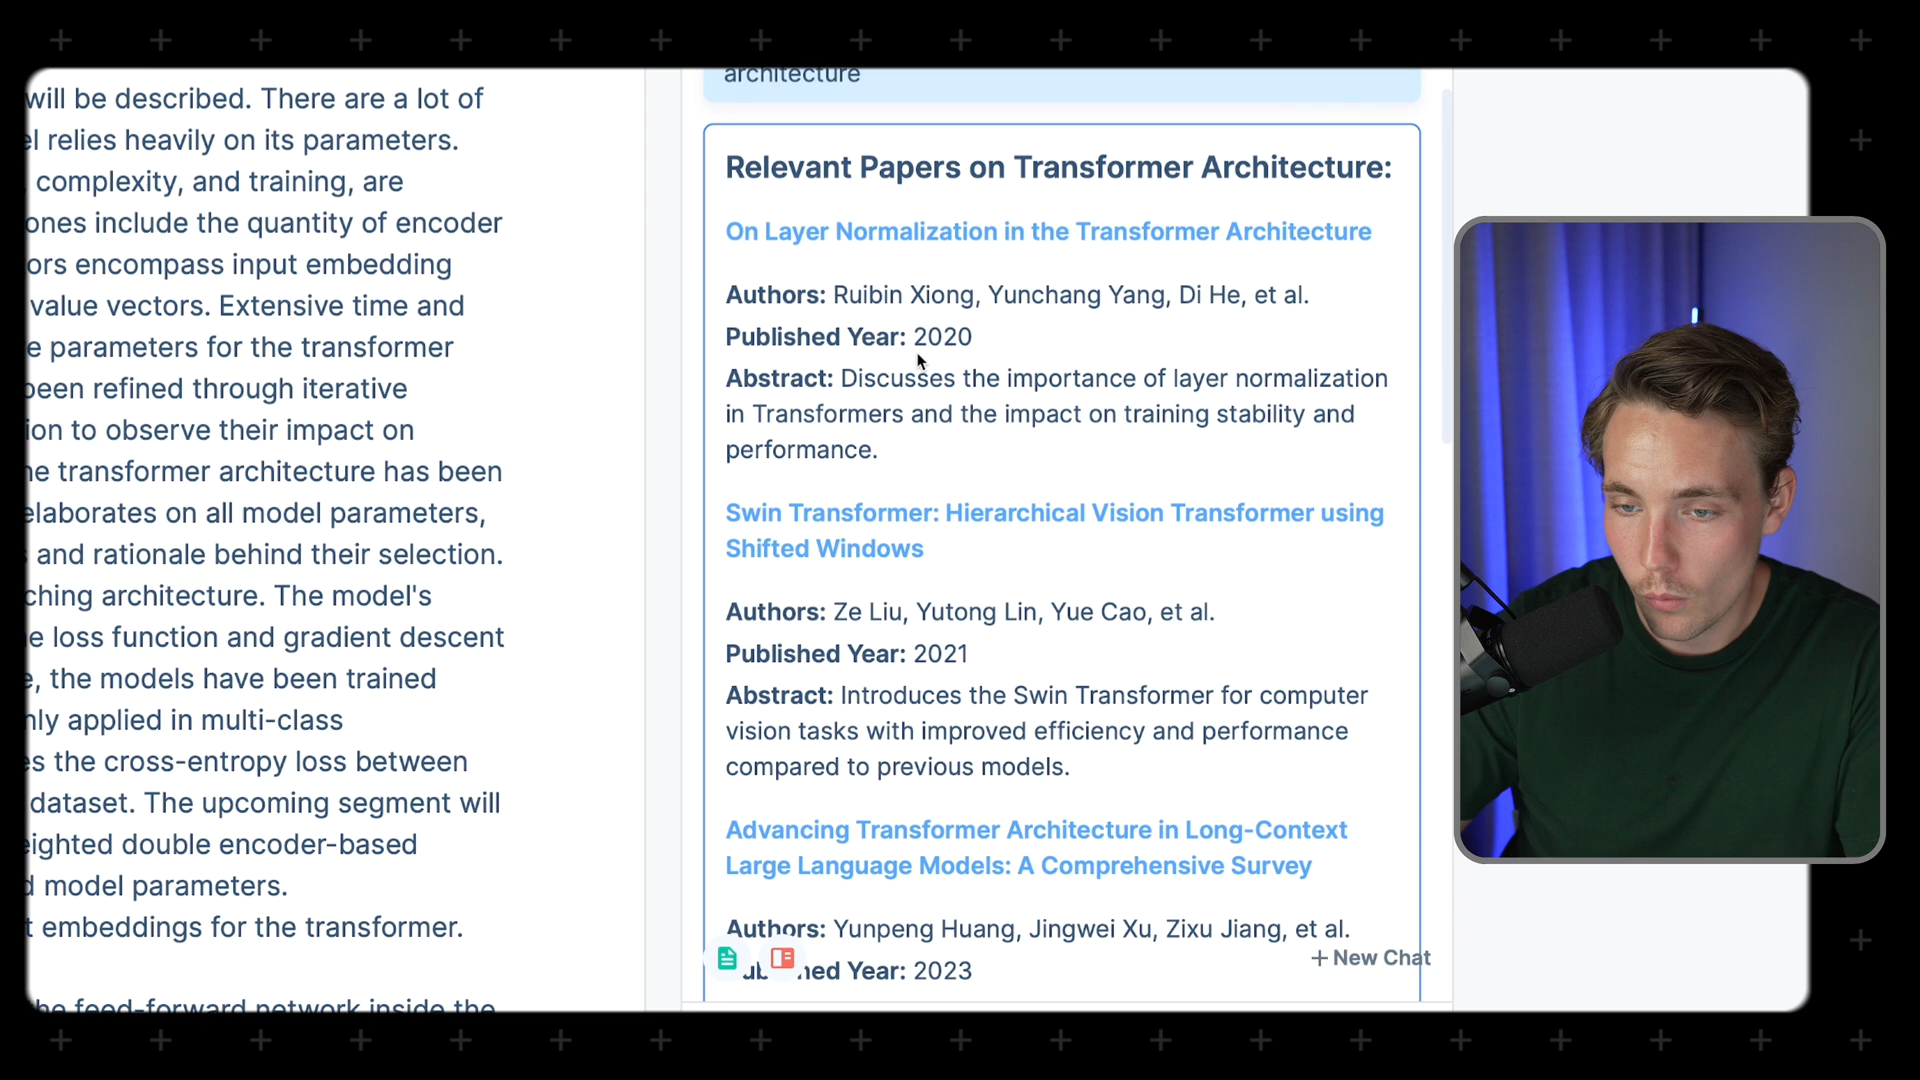 will be described. There are a lot of
relies heavily on its parameters.
complexity, and training, are
ones include the quantity of encoder
ors encompass input embedding
value vectors. Extensive time and
e parameters for the transformer
been refined through iterative
ion to observe their impact on
he transformer architecture has been
elaborates on all model parameters,
and rationale behind their selection.
ching architecture. The model's
e loss function and gradient descent
e, the models have been trained
nly applied in multi-class
es the cross-entropy loss between
dataset. The upcoming segment will
eighted double encoder-based
d model parameters.
t embeddings for the transformer.
he feed-forward network inside the
architecture
Relevant Papers on Transformer Architecture:
On Layer Normalization in the Transformer Architecture
Authors: Ruibin Xiong, Yunchang Yang, Di He, et al.
Published Year: 2020
Abstract: Discusses the importance of layer normalization
in Transformers and the impact on training stability and
performance.
Swin Transformer: Hierarchical Vision Transformer using
Shifted Windows
Authors: Ze Liu, Yutong Lin, Yue Cao, et al.
Published Year: 2021
Abstract: Introduces the Swin Transformer for computer
vision tasks with improved efficiency and performance
compared to previous models.
Advancing Transformer Architecture in Long-Context
Large Language Models: A Comprehensive Survey
Authors: Yunpeng Huang, Jingwei Xu, Zixu Jiang, et al.
+ New Chat
Year: 2023